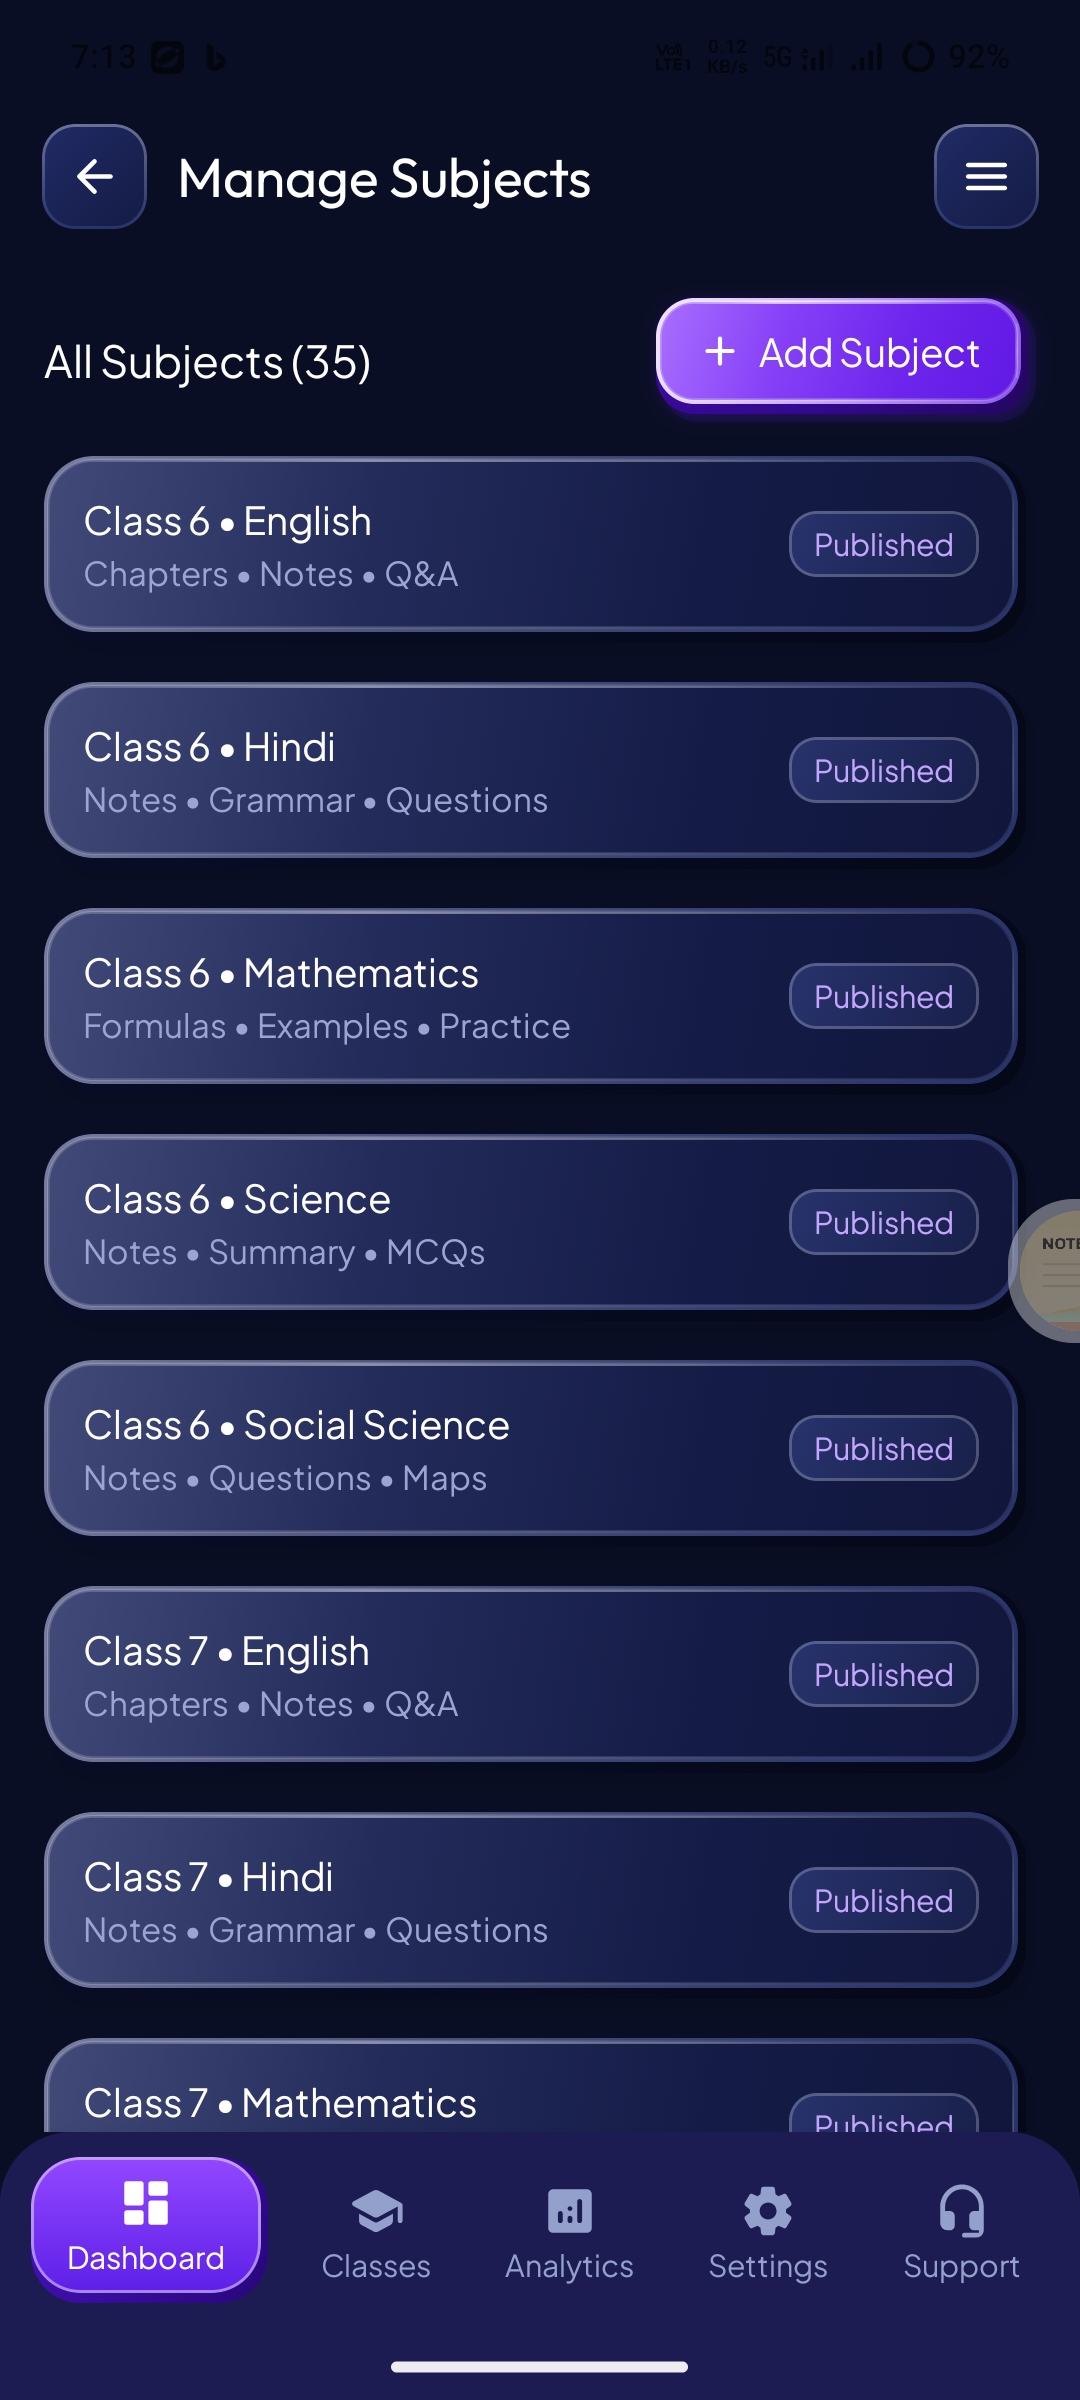 7:13
VoLTE1 0.12 KB/s 5G 92%
Manage Subjects
All Subjects (35)
Add Subject
Class 6 • English
Chapters • Notes • Q&A
Published
Class 6 • Hindi
Notes • Grammar • Questions
Published
Class 6 • Mathematics
Formulas • Examples • Practice
Published
Class 6 • Science
Notes • Summary • MCQs
Published
Class 6 • Social Science
Notes • Questions • Maps
Published
Class 7 • English
Chapters • Notes • Q&A
Published
Class 7 • Hindi
Notes • Grammar • Questions
Published
Class 7 • Mathematics
Published
Dashboard
Classes
Analytics
Settings
Support